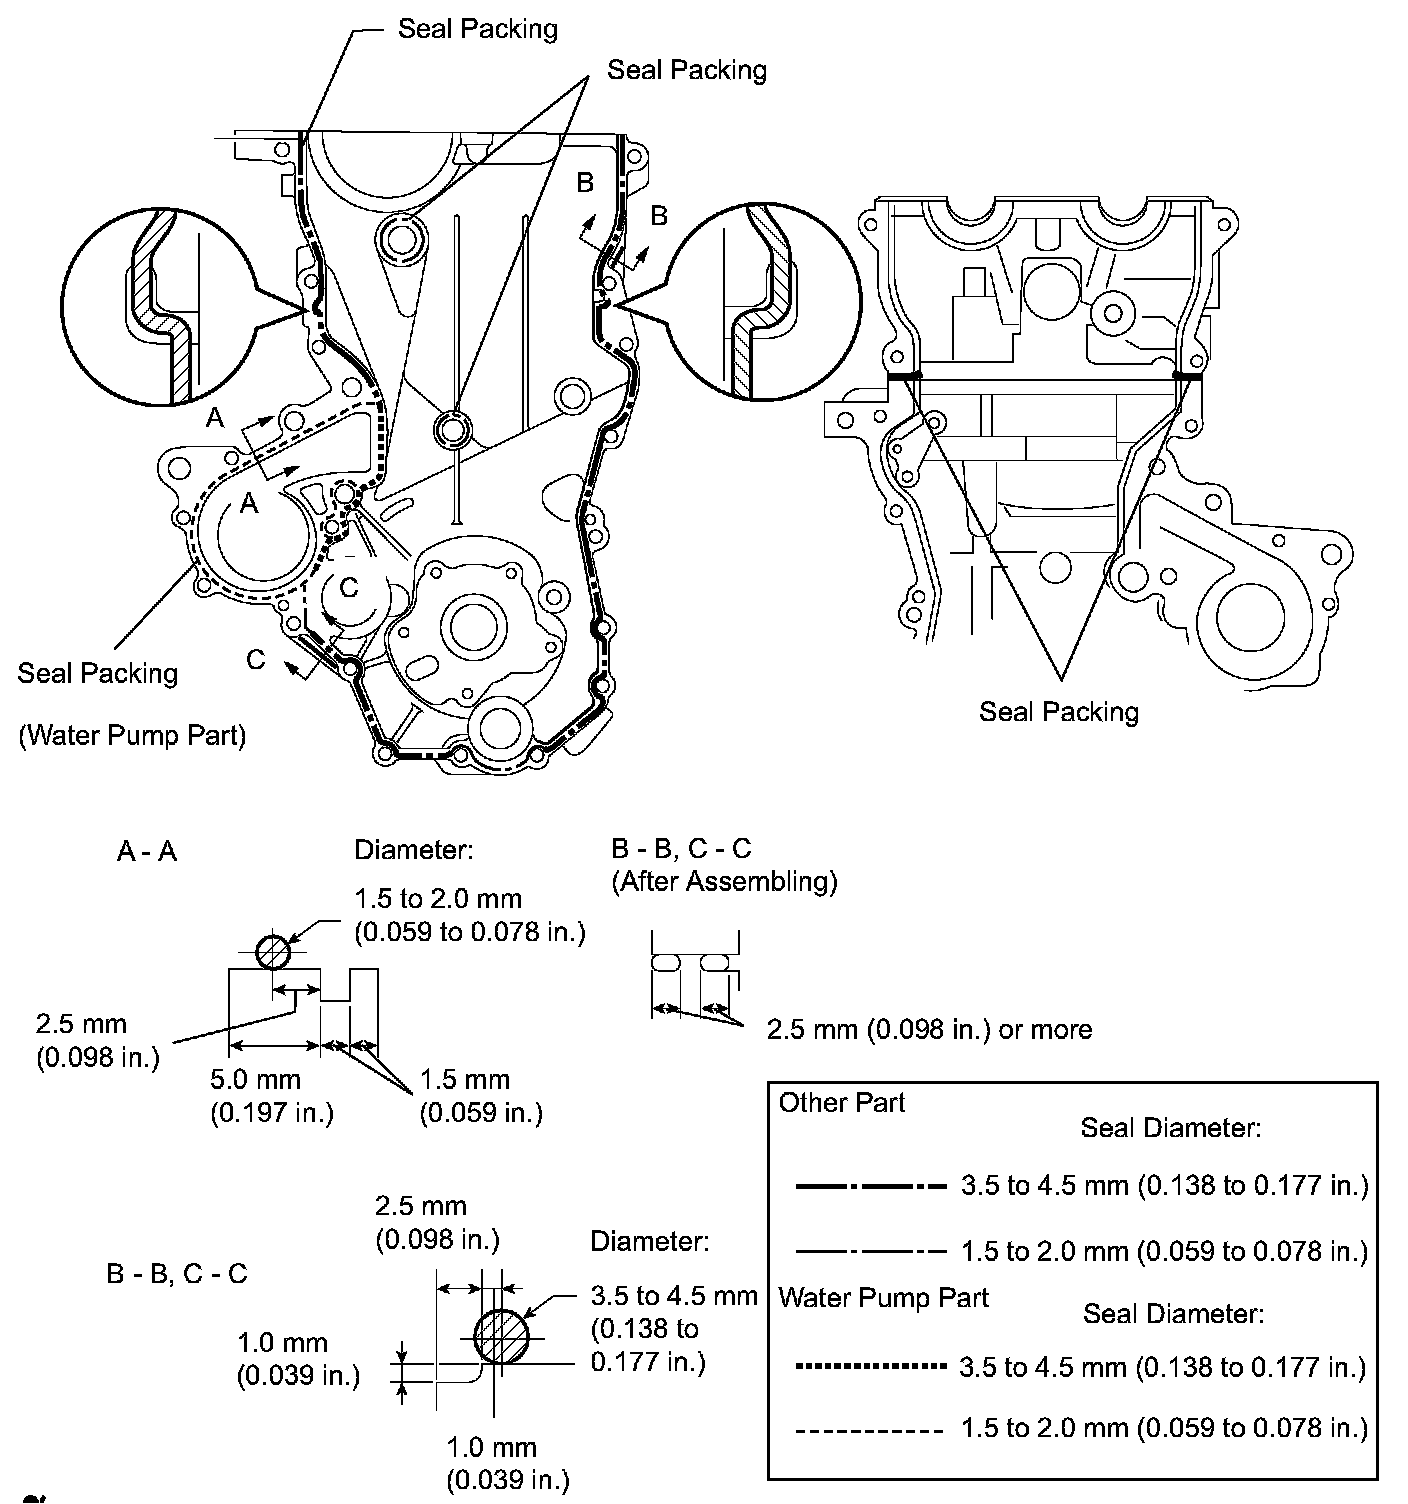 Seal Packing
Seal Packing
B
B
A
A
C
C
Seal Packing
(Water Pump Part)
Seal Packing
A - A
Diameter:
1.5 to 2.0 mm
(0.059 to 0.078 in.)
2.5 mm
(0.098 in.)
5.0 mm
(0.197 in.)
1.5 mm
(0.059 in.)
B - B, C - C
(After Assembling)
2.5 mm (0.098 in.) or more
B - B, C - C
2.5 mm
(0.098 in.)
Diameter:
3.5 to 4.5 mm
(0.138 to
0.177 in.)
1.0 mm
(0.039 in.)
1.0 mm
(0.039 in.)
Other Part
Seal Diameter:
3.5 to 4.5 mm (0.138 to 0.177 in.)
1.5 to 2.0 mm (0.059 to 0.078 in.)
Water Pump Part
Seal Diameter:
3.5 to 4.5 mm (0.138 to 0.177 in.)
1.5 to 2.0 mm (0.059 to 0.078 in.)